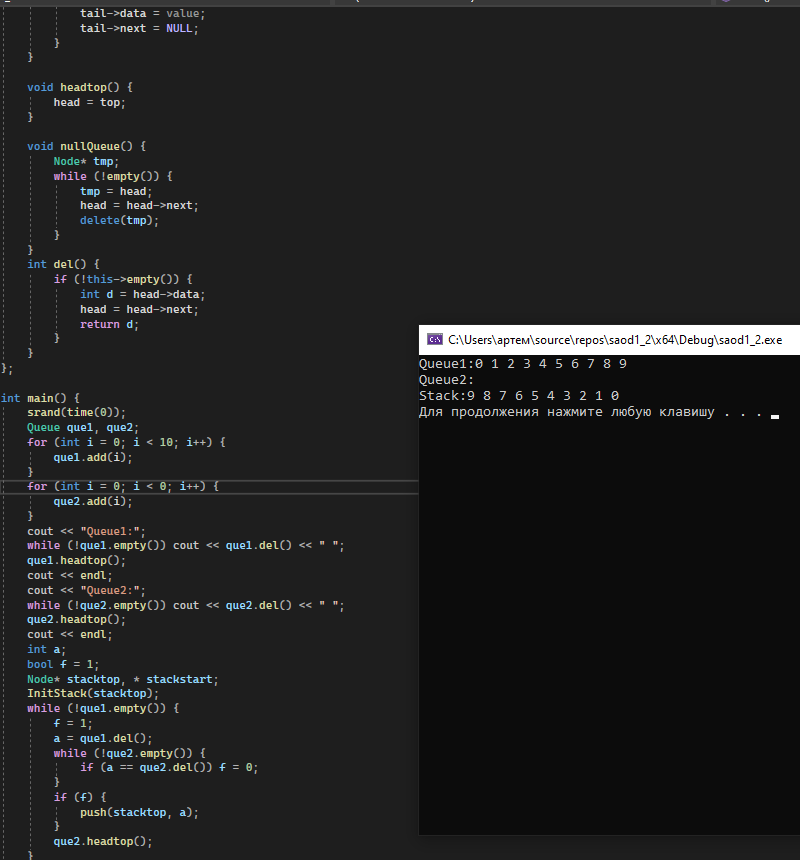 tail->data = value;
tail->next = NULL;
}
}
void headtop() {
head = top;
}
void nullQueue() {
Node* tmp;
while (!empty()) {
tmp = head;
head = head->next;
delete(tmp);
}
}
int del() {
if (!this->empty()) {
int d = head->data;
head = head->next;
return d;
}
}
};
int main() {
srand(time(0));
Queue que1, que2;
for (int i = 0; i < 10; i++) {
que1.add(i);
}
for (int i = 0; i < 0; i++) {
que2.add(i);
}
cout << "Queue1:";
while (!que1.empty()) cout << que1.del() << " ";
que1.headtop();
cout << endl;
cout << "Queue2:";
while (!que2.empty()) cout << que2.del() << " ";
que2.headtop();
cout << endl;
int a;
bool f = 1;
Node* stacktop, * stackstart;
InitStack(stacktop);
while (!que1.empty()) {
f = 1;
a = que1.del();
while (!que2.empty()) {
if (a == que2.del()) f = 0;
}
if (f) {
push(stacktop, a);
}
que2.headtop();
}
C:\Users\артем\source\repos\saod1_2\x64\Debug\saod1_2.exe
Queue1:0 1 2 3 4 5 6 7 8 9
Queue2:
Stack:9 8 7 6 5 4 3 2 1 0
Для продолжения нажмите любую клавишу . . .